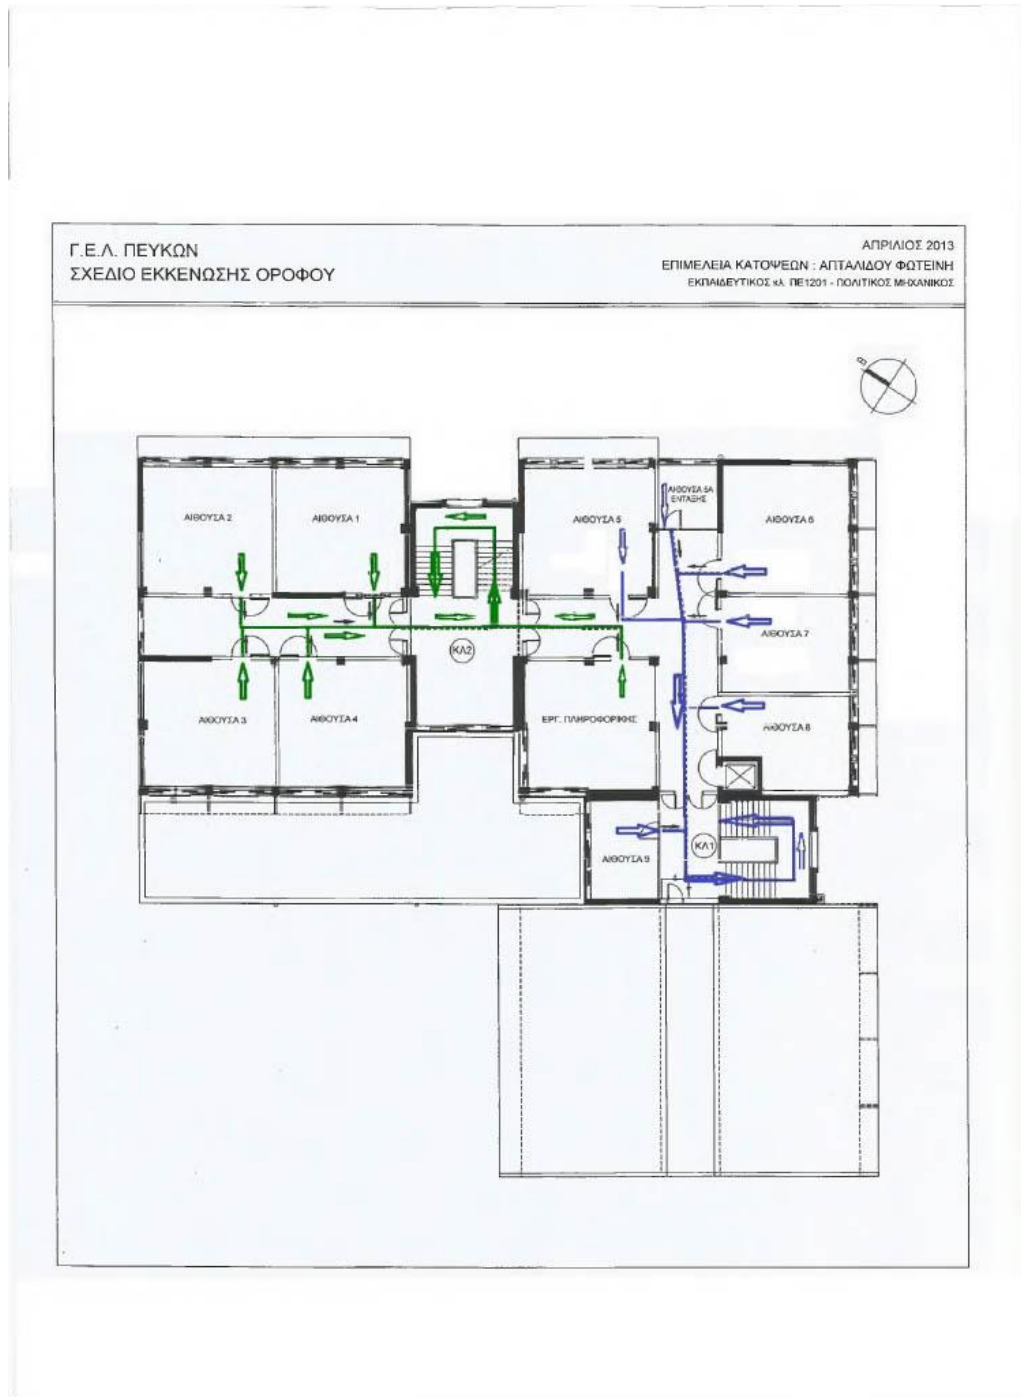 Γ.Ε.Λ. ΠΕΥΚΩΝ
ΣΧΕΔΙΟ ΕΚΚΕΝΩΣΗΣ ΟΡΟΦΟΥ
ΑΠΡΙΛΙΟΣ 2013
ΕΠΙΜΕΛΕΙΑ ΚΑΤΟΨΕΩΝ : ΑΠΤΑΛΙΔΟΥ ΦΩΤΕΙΝΗ
ΕΚΠΑΙΔΕΥΤΙΚΟΣ κλ. ΠΕ1201 - ΠΟΛΙΤΙΚΟΣ ΜΗΧΑΝΙΚΟΣ
Β
ΑΙΘΟΥΣΑ 2
ΑΙΘΟΥΣΑ 1
ΑΙΘΟΥΣΑ 5
ΑΙΘΟΥΣΑ 5Α
ΕΝΤΑΞΗΣ
ΑΙΘΟΥΣΑ 6
ΑΙΘΟΥΣΑ 7
ΚΛ2
ΑΙΘΟΥΣΑ 3
ΑΙΘΟΥΣΑ 4
ΕΡΓ. ΠΛΗΡΟΦΟΡΙΚΗΣ
ΑΙΘΟΥΣΑ 8
ΚΛ1
ΑΙΘΟΥΣΑ 9